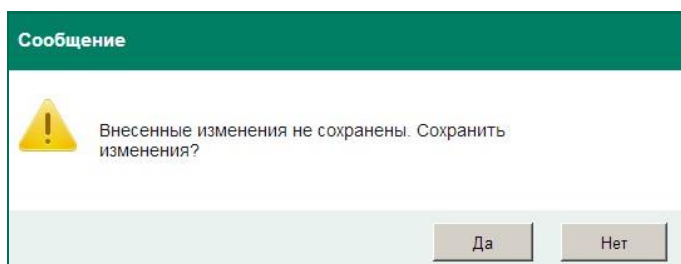 Сообщение
Внесенные изменения не сохранены. Сохранить
изменения?
Да
Нет